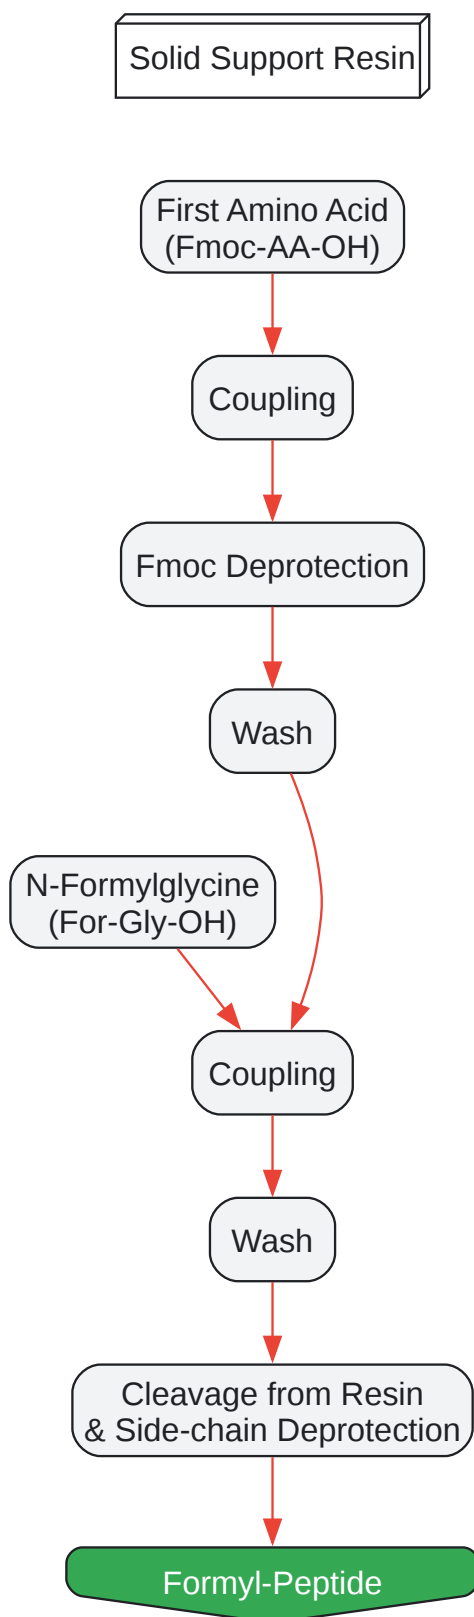 Solid Support Resin
First Amino Acid
(Fmoc-AA-OH)
Coupling
Fmoc Deprotection
Wash
N-Formylglycine
(For-Gly-OH)
Coupling
Wash
Cleavage from Resin
& Side-chain Deprotection
Formyl-Peptide